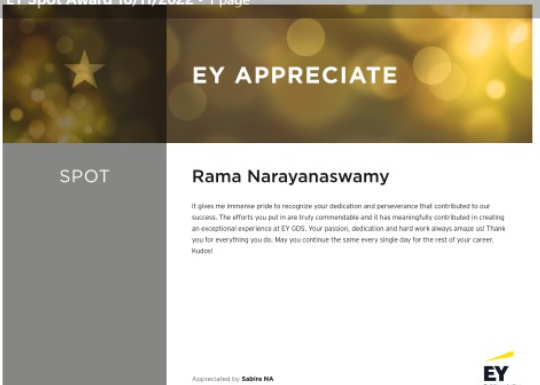 EY Spot Award 10/11/2022 • 1 page
EY APPRECIATE
SPOT
Rama Narayanaswamy
It gives me immense pride to recognize your dedication and perseverance that contributed to our
success. The efforts you put in are truly commendable and it has meaningfully contributed in creating
an exceptional experience at EY GDS. Your passion, dedication and hard work always amaze us! Thank
you for everything you do. May you continue the same every single day for the rest of your career.
Kudos!
Appreciated by Sabira NA
EY